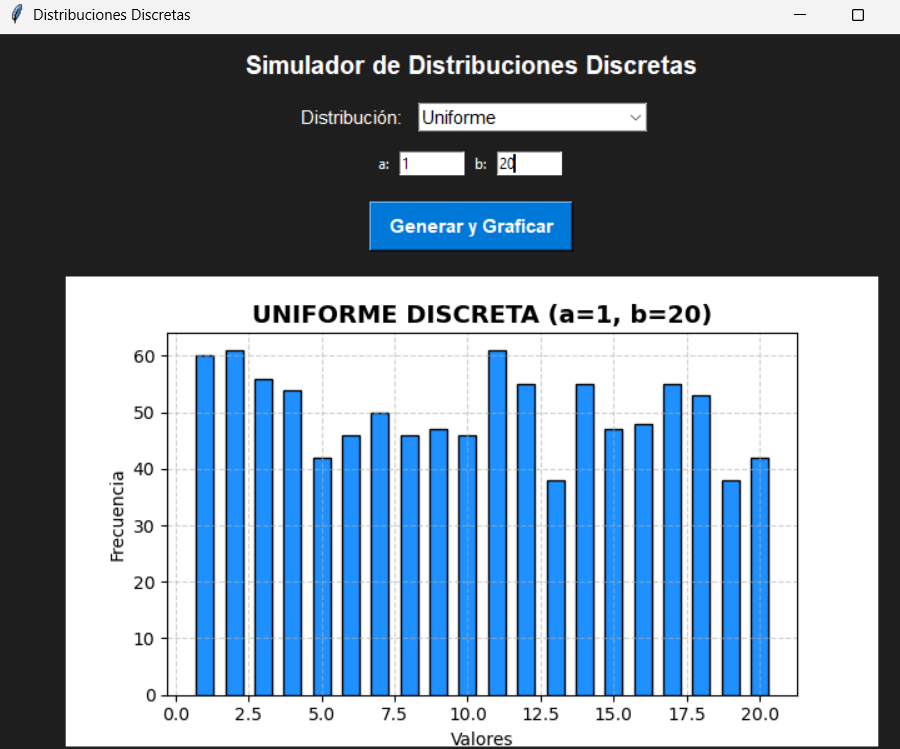 Distribuciones Discretas
Simulador de Distribuciones Discretas
Distribución: Uniforme
a: 1 b: 20
Generar y Graficar
UNIFORME DISCRETA (a=1, b=20)
60
50
40
30
20
10
0
Frecuencia
0.0 2.5 5.0 7.5 10.0 12.5 15.0 17.5 20.0
Valores